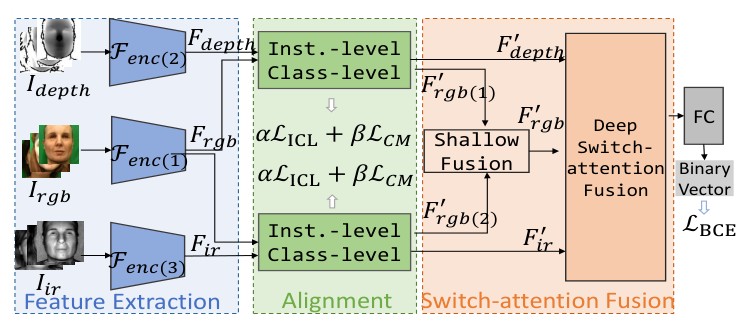 F_enc(2)
I_depth
F_depth
F_enc(1)
I_rgb
F_rgb
F_enc(3)
I_ir
F_ir
Feature Extraction
Inst.-level
Class-level
αL_ICL + βL_CM
αL_ICL + βL_CM
Inst.-level
Class-level
Alignment
F'_depth
F'_rgb(1)
F'_rgb
Shallow
Fusion
F'_rgb(2)
F'_ir
Deep
Switch-
attention
Fusion
Switch-attention Fusion
FC
Binary
Vector
L_BCE